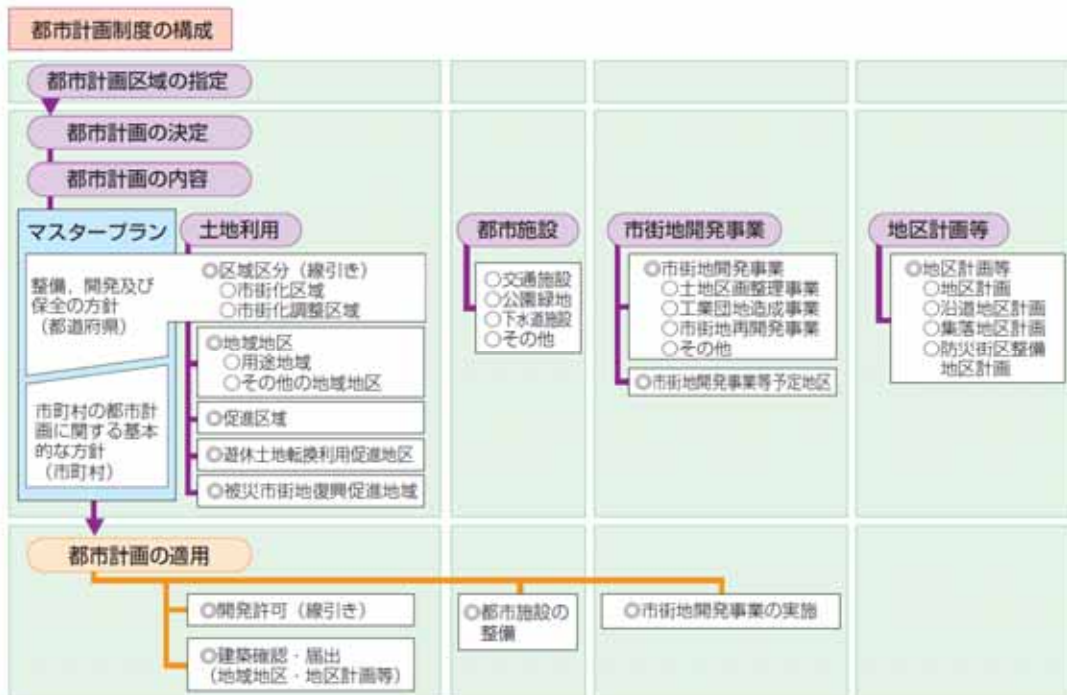 都市計画制度の構成
都市計画区域の指定
都市計画の決定
都市計画の内容
マスタープラン
整備、開発及び
保全の方針
(都道府県)
市町村の都市計
画に関する基本
的な方針
(市町村)
土地利用
◎区域区分（線引き）
○市街化区域
○市街化調整区域
◎地域地区
○用途地域
○その他の地域地区
◎促進区域
◎遊休土地転換利用促進地区
◎被災市街地復興促進地域
都市施設
○交通施設
○公園緑地
○下水道施設
○その他
市街地開発事業
◎市街地開発事業
○土地区画整理事業
○工業団地造成事業
○市街地再開発事業
○その他
◎市街地開発事業等予定地区
地区計画等
◎地区計画等
○地区計画
○沿道地区計画
○集落地区計画
○防災街区整備
地区計画
都市計画の適用
◎開発許可（線引き）
◎建築確認・届出
(地域地区・地区計画等)
◎都市施設の
整備
◎市街地開発事業の実施